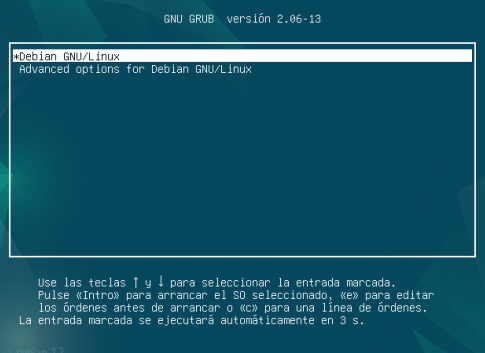 GNU GRUB versión 2.06-13
*Debian GNU/Linux
Advanced options for Debian GNU/Linux
Use las teclas ↑ y ↓ para seleccionar la entrada marcada.
Pulse «Intro» para arrancar el SO seleccionado, «e» para editar
los órdenes antes de arrancar o «c» para una línea de órdenes.
La entrada marcada se ejecutará automáticamente en 3 s.